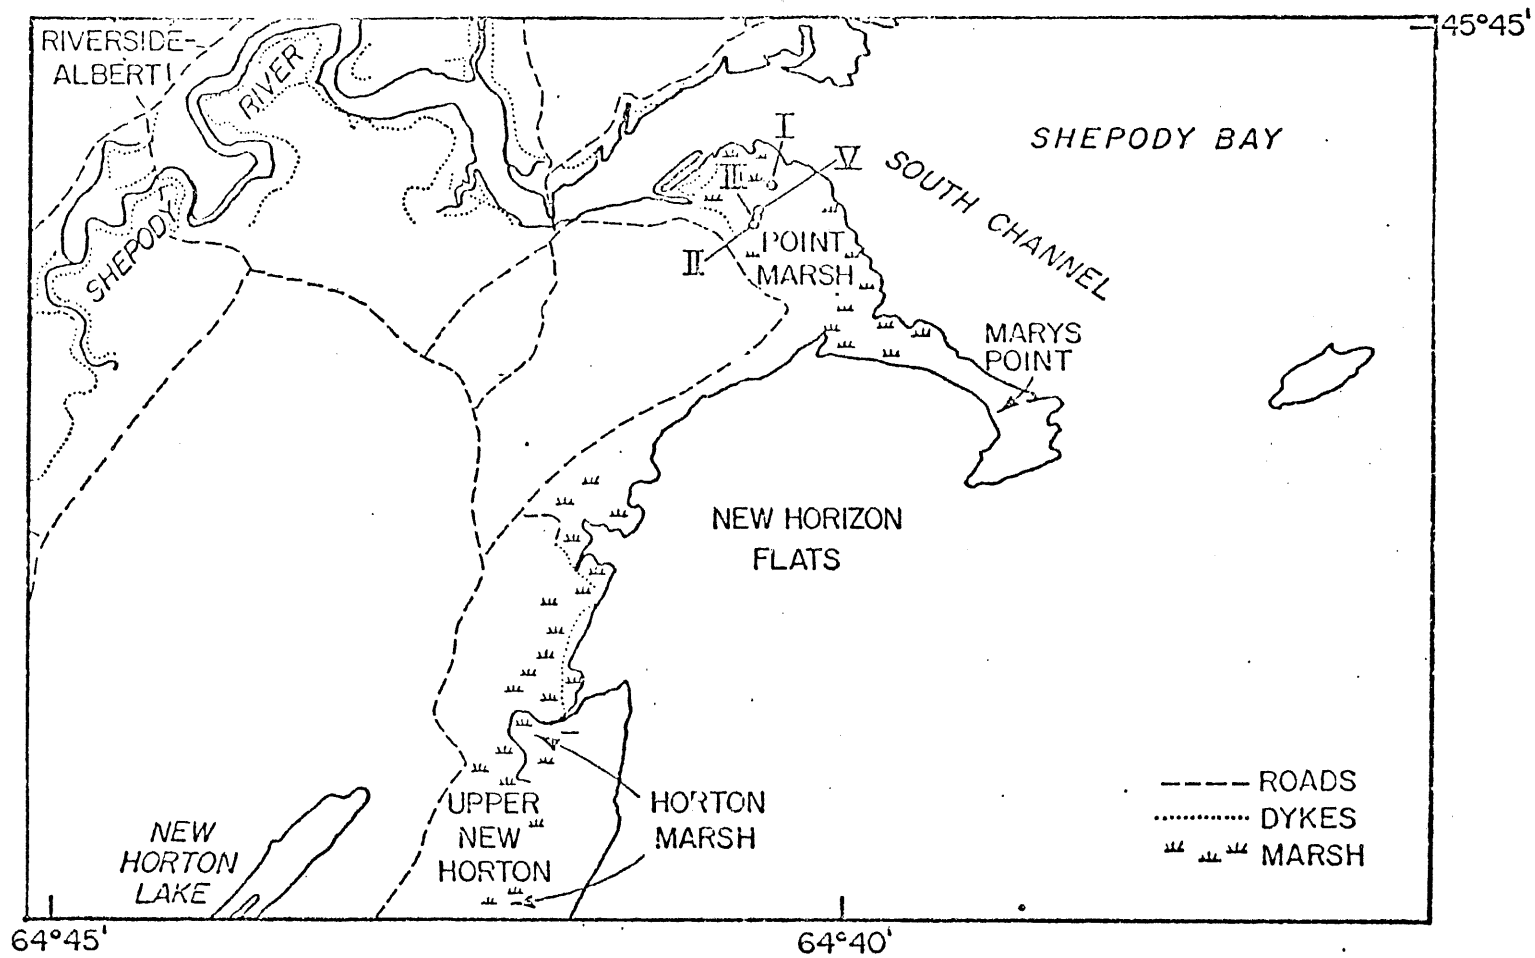 45°45'
RIVERSIDE-
ALBERT
RIVER
SHEPODY
SHEPODY BAY
SOUTH CHANNEL
I
V
III
II
POINT
MARSH
MARYS
POINT
NEW HORIZON
FLATS
ROADS
DYKES
MARSH
HORTON
MARSH
UPPER
NEW
HORTON
NEW
HORTON
LAKE
64°45'
64°40'